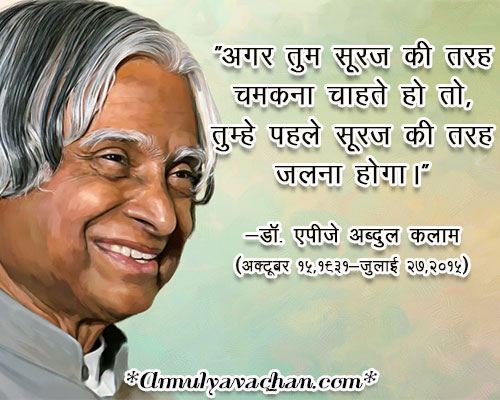 "अगर तुम सूरज की तरह
चमकना चाहते हो तो,
तुम्हे पहले सूरज की तरह
जलना होगा।"
–डॉ. एपीजे अब्दुल कलाम
(अक्टूबर १५,१९३१–जुलाई २७,२०१५)
*Amulyavachan.com*